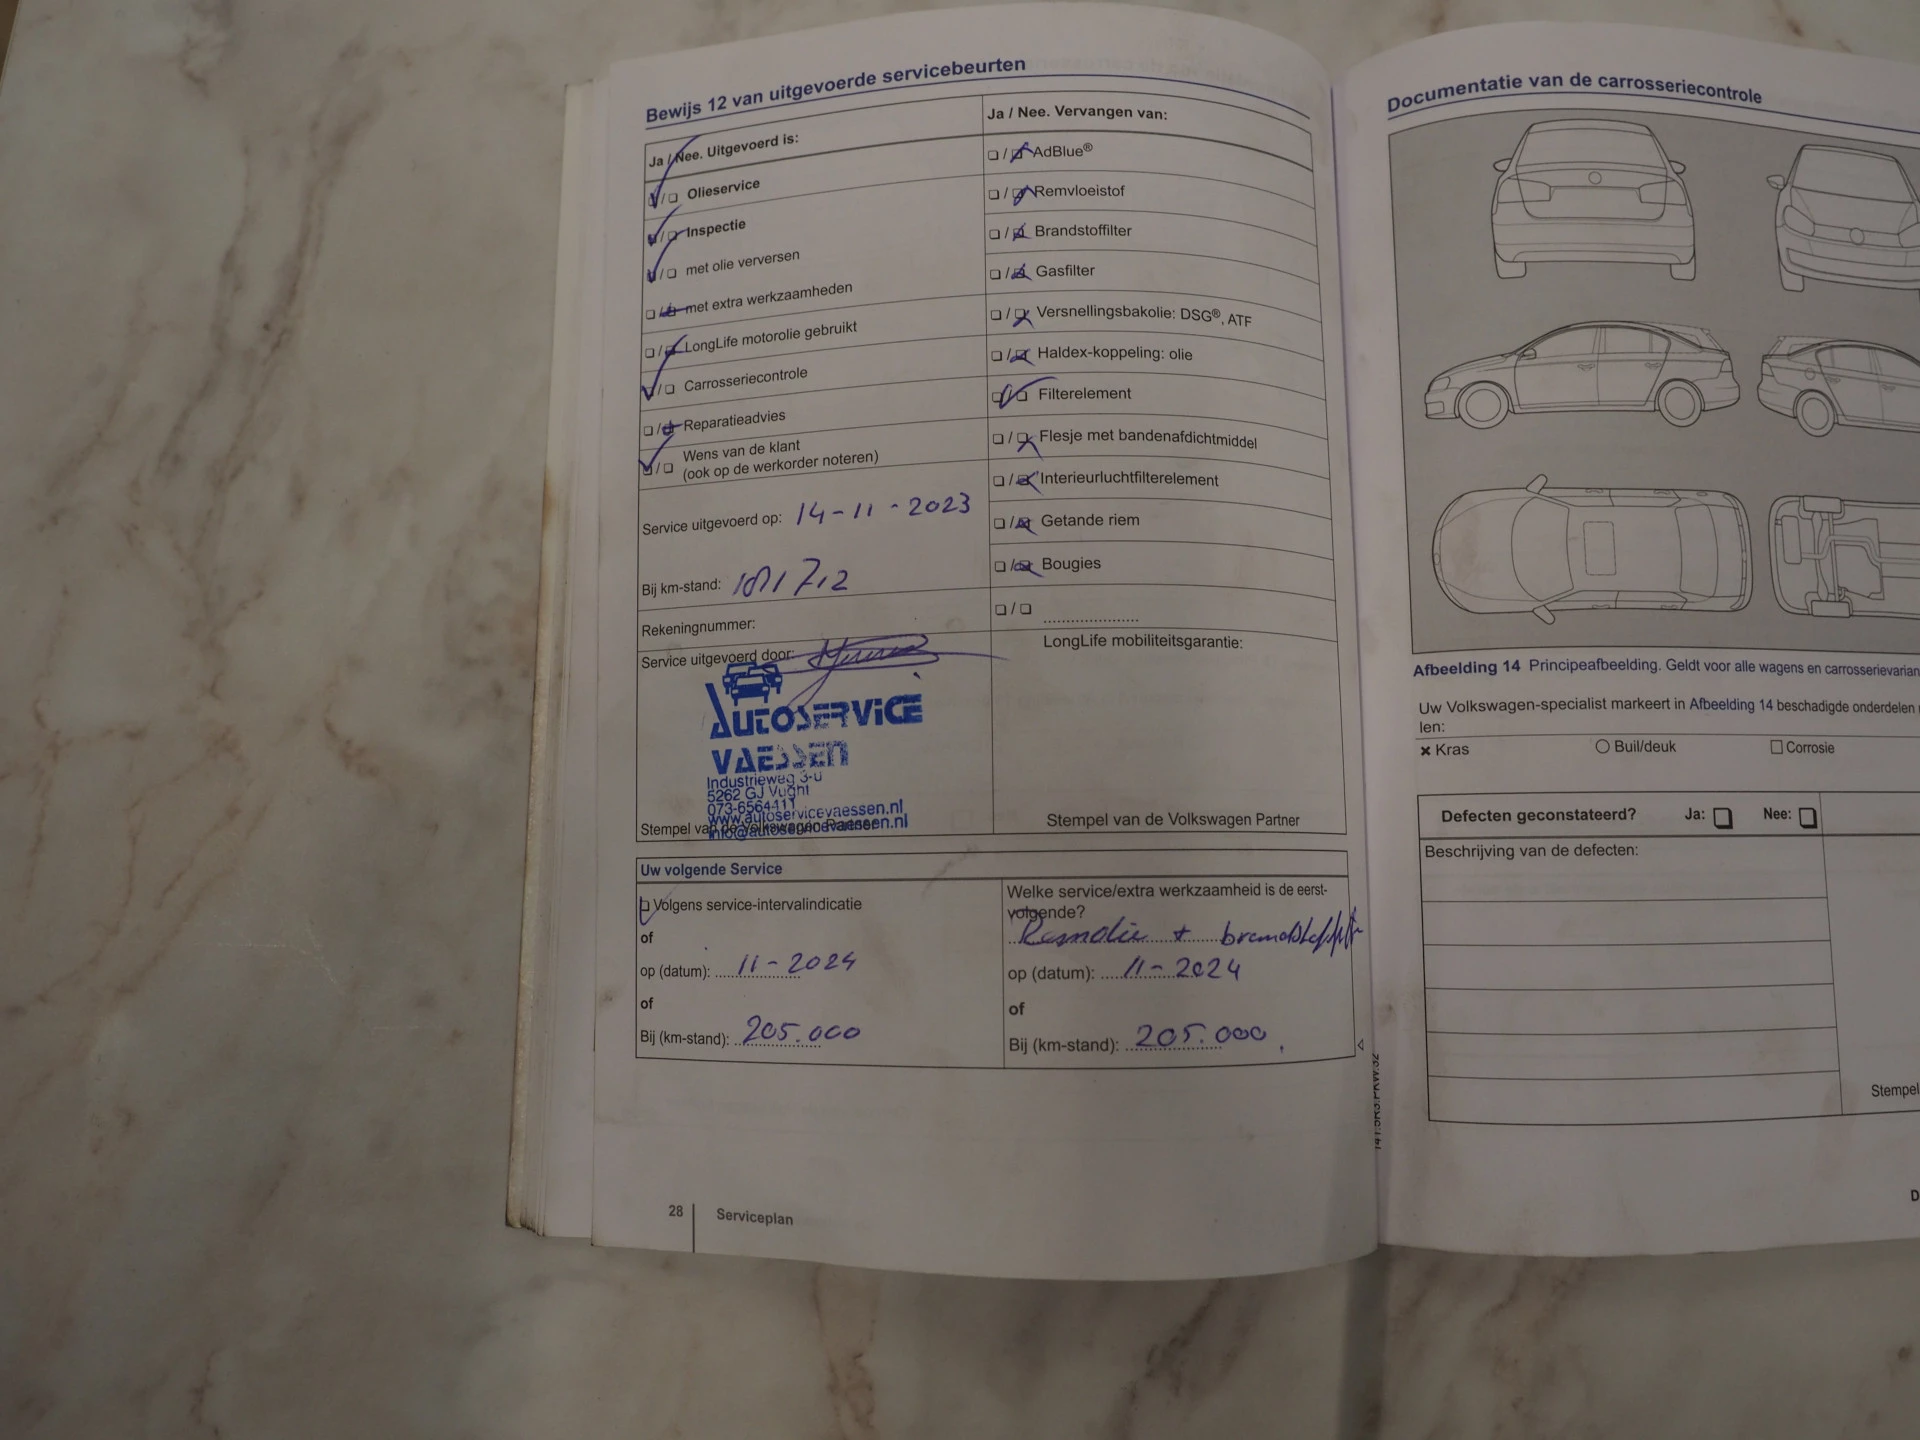 Bewijs 12 van uitgevoerde servicebeurten
Ja / Nee. Uitgevoerd is:
Olieservice
Inspectie
met olie verversen
met extra werkzaamheden
LongLife motorolie gebruikt
Carrosseriecontrole
Reparatieadvies
Wens van de klant
(ook op de werkorder noteren)
Service uitgevoerd op: 14-11-2023
Bij km-stand: 181712
Rekeningnummer:
Service uitgevoerd door:
AUTOSERVICE
VAESSEN
Industrieweg 3-u
5262 GJ Vught
073-6564111
www.autoservicevaessen.nl
info@autoservicevaessen.nl
Stempel van de Volkswagen Partner
Ja / Nee. Vervangen van:
AdBlue®
Remvloeistof
Brandstoffilter
Gasfilter
Versnellingsbakolie: DSG®, ATF
Haldex-koppeling: olie
Filterelement
Flesje met bandenafdichtmiddel
Interieurluchtfilterelement
Getande riem
Bougies
LongLife mobiliteitsgarantie:
Stempel van de Volkswagen Partner
Uw volgende Service
Volgens service-intervalindicatie
of
op (datum): 11-2024
of
Bij (km-stand): 205.000
Welke service/extra werkzaamheid is de eerst-
volgende?
Remolie +
op (datum): 11-2024
of
Bij (km-stand): 205.000
28 Serviceplan
Documentatie van de carrosseriecontrole
Afbeelding 14 Principeafbeelding. Geldt voor alle wagens en carrosserievarian
Uw Volkswagen-specialist markeert in Afbeelding 14 beschadigde onderdelen
len:
× Kras
Buil/deuk
Corrosie
Defecten geconstateerd? Ja: Nee:
Beschrijving van de defecten:
Stempel
D